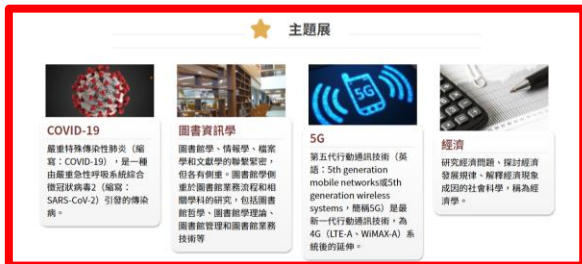 主題展
COVID-19
嚴重特殊傳染性肺炎（縮
寫：COVID-19），是一種
由嚴重急性呼吸系統綜合
徵冠狀病毒2（縮寫：
SARS-CoV-2）引發的傳染
病。
圖書資訊學
圖書館學、情報學、檔案
學和文獻學的聯繫緊密，
但各有側重。圖書館學側
重於圖書館業務流程和相
關學科的研究，包括圖書
館哲學、圖書館學理論、
圖書館管理和圖書館業務
技術等
5G
5G
第五代行動通訊技術（英
語：5th generation
mobile networks或5th
generation wireless
systems，簡稱5G）是最
新一代行動通訊技術，為
4G（LTE-A、WiMAX-A）系
統後的延伸。
經濟
研究經濟問題、探討經濟
發展規律、解釋經濟現象
成因的社會科學，稱為經
濟學。